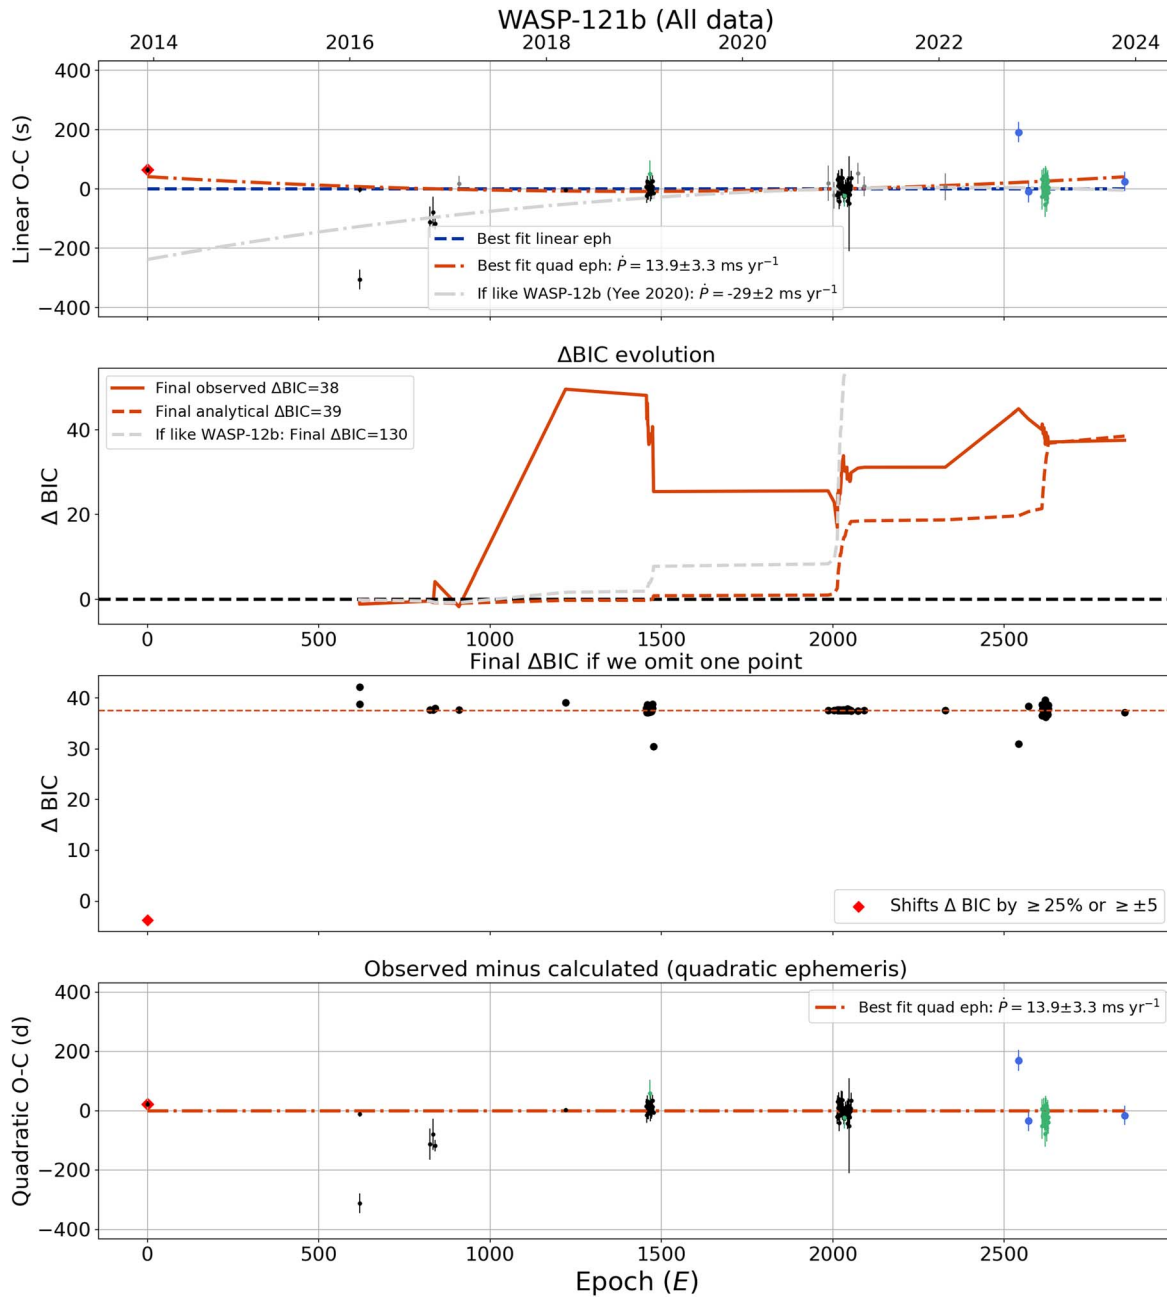 WASP-121b (All data)
2014 2016 2018 2020 2022 2024
Linear O-C (s)
400
200
0
−200
−400
Best fit linear eph
Best fit quad eph: Ṗ = 13.9±3.3 ms yr⁻¹
If like WASP-12b (Yee 2020): Ṗ = -29±2 ms yr⁻¹
ΔBIC evolution
Δ BIC
40
20
0
Final observed ΔBIC=38
Final analytical ΔBIC=39
If like WASP-12b: Final ΔBIC=130
0 500 1000 1500 2000 2500
Final ΔBIC if we omit one point
Δ BIC
40
30
20
10
0
Shifts Δ BIC by ≥25% or ≥±5
Observed minus calculated (quadratic ephemeris)
Quadratic O-C (d)
400
200
0
−200
−400
Best fit quad eph: Ṗ = 13.9±3.3 ms yr⁻¹
0 500 1000 1500 2000 2500
Epoch (E)